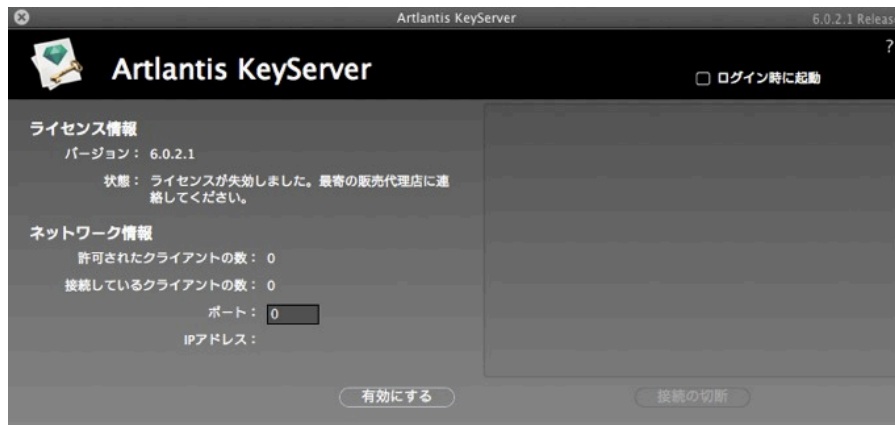 Artlantis KeyServer
6.0.2.1 Releas
?
Artlantis KeyServer
ログイン時に起動
ライセンス情報
バージョン： 6.0.2.1
状態： ライセンスが失効しました。最寄の販売代理店に連
絡してください。
ネットワーク情報
許可されたクライアントの数： 0
接続しているクライアントの数： 0
ポート： 0
IPアドレス：
有効にする
接続の切断